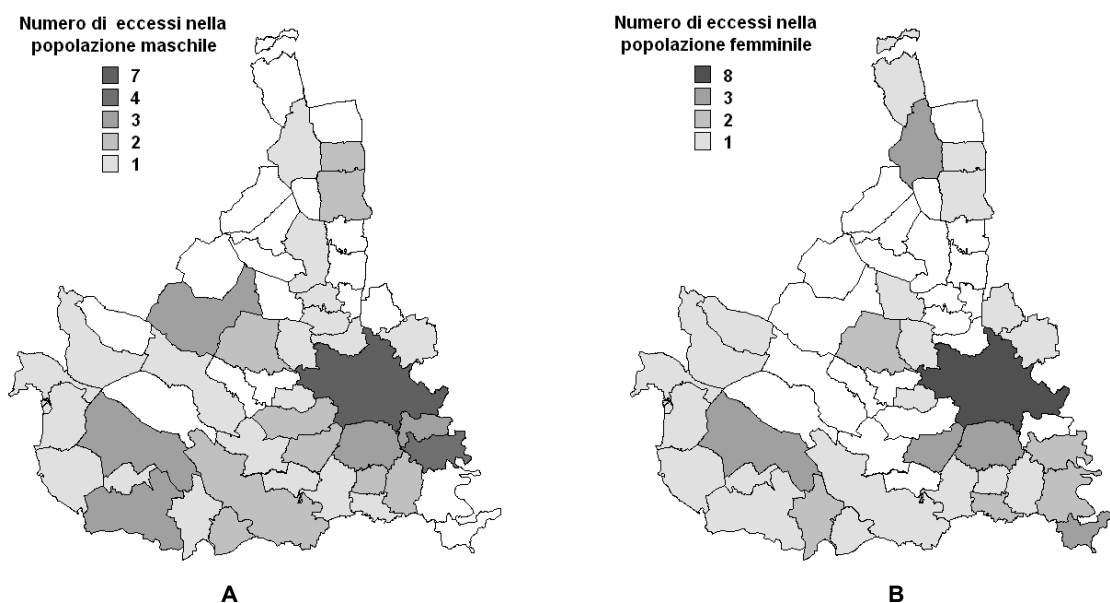 Numero di eccessi nella
popolazione maschile
7
4
3
2
1
A
Numero di eccessi nella
popolazione femminile
8
3
2
1
B